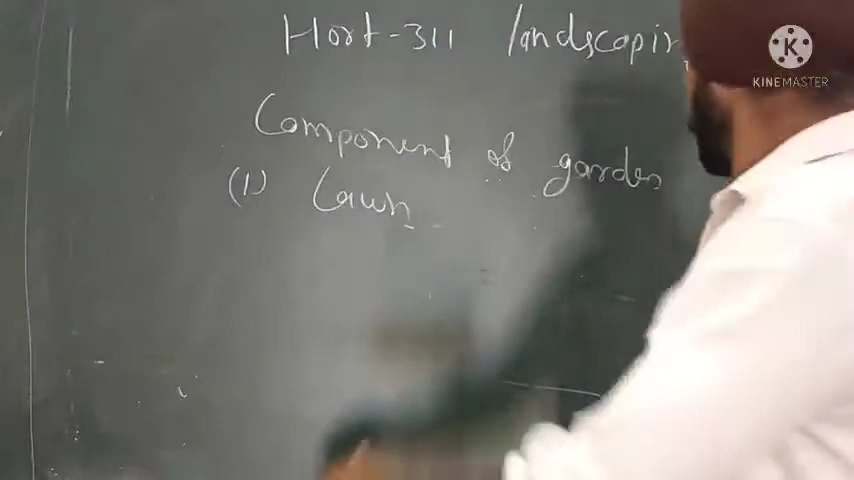 Hort-311 landscapin
Component of garden
(1) Lawn
K
KINEMASTER